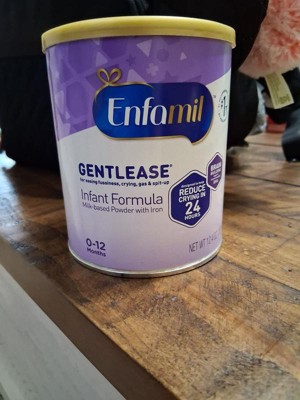 Enfamil
GENTLEASE®
for easing fussiness, crying, gas & spit-up
Infant Formula
Milk-based Powder with Iron
REDUCE
CRYING IN
24
HOURS
BRAIN
0-12
Months
NET WT